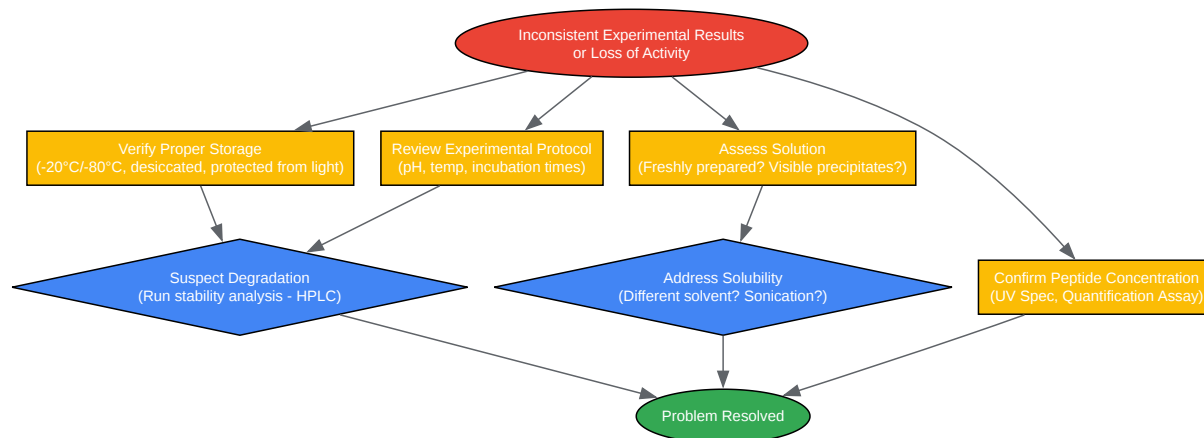 Inconsistent Experimental Results
or Loss of Activity
Verify Proper Storage
(-20°C/-80°C, desiccated, protected from light)
Review Experimental Protocol
(pH, temp, incubation times)
Assess Solution
(Freshly prepared? Visible precipitates?)
Suspect Degradation
(Run stability analysis - HPLC)
Address Solubility
(Different solvent? Sonication?)
Confirm Peptide Concentration
(UV Spec, Quantification Assay)
Problem Resolved